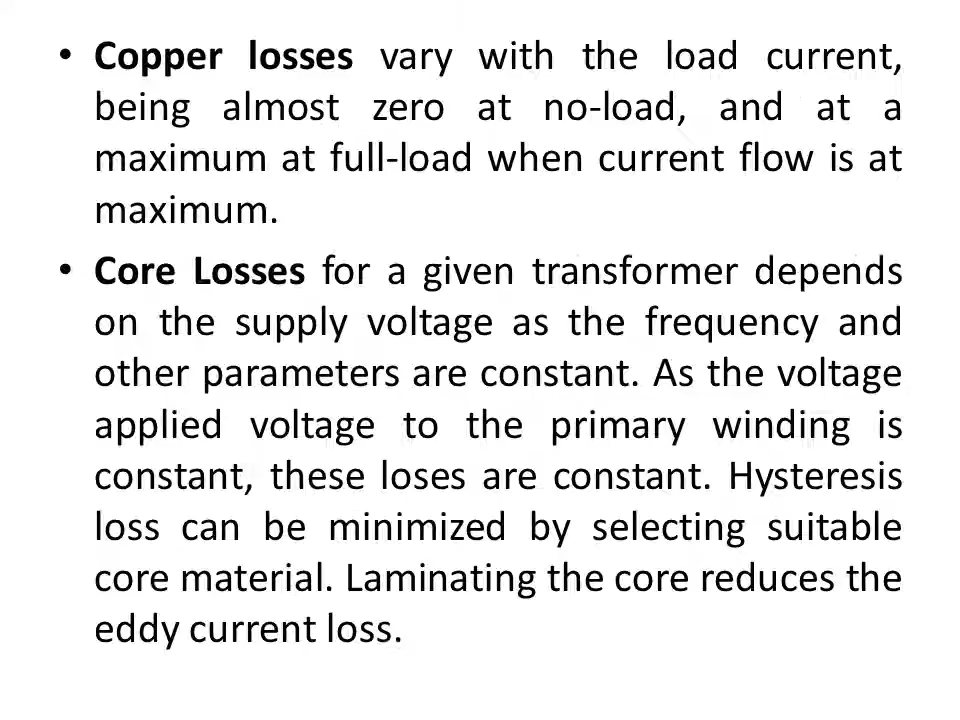 • Copper losses vary with the load current,
being almost zero at no-load, and at a
maximum at full-load when current flow is at
maximum.
• Core Losses for a given transformer depends
on the supply voltage as the frequency and
other parameters are constant. As the voltage
applied voltage to the primary winding is
constant, these loses are constant. Hysteresis
loss can be minimized by selecting suitable
core material. Laminating the core reduces the
eddy current loss.